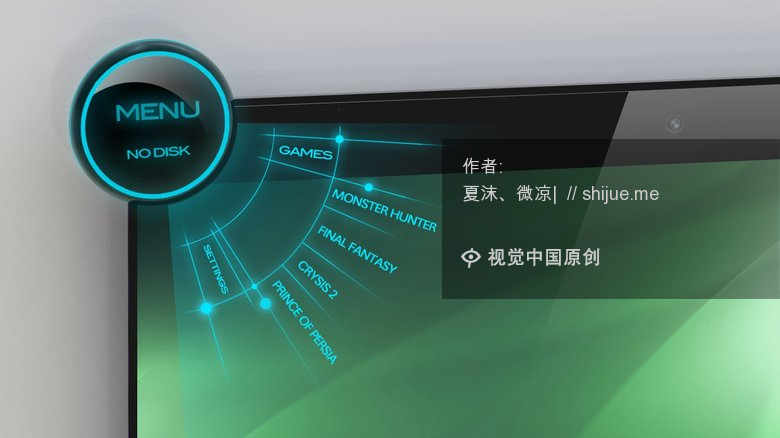 MENU
NO DISK
GAMES
MONSTER HUNTER
FINAL FANTASY
CRYSIS 2
PRINCE OF PERSIA
SETTINGS
作者:
夏沫、微凉| // shijue.me
视觉中国原创